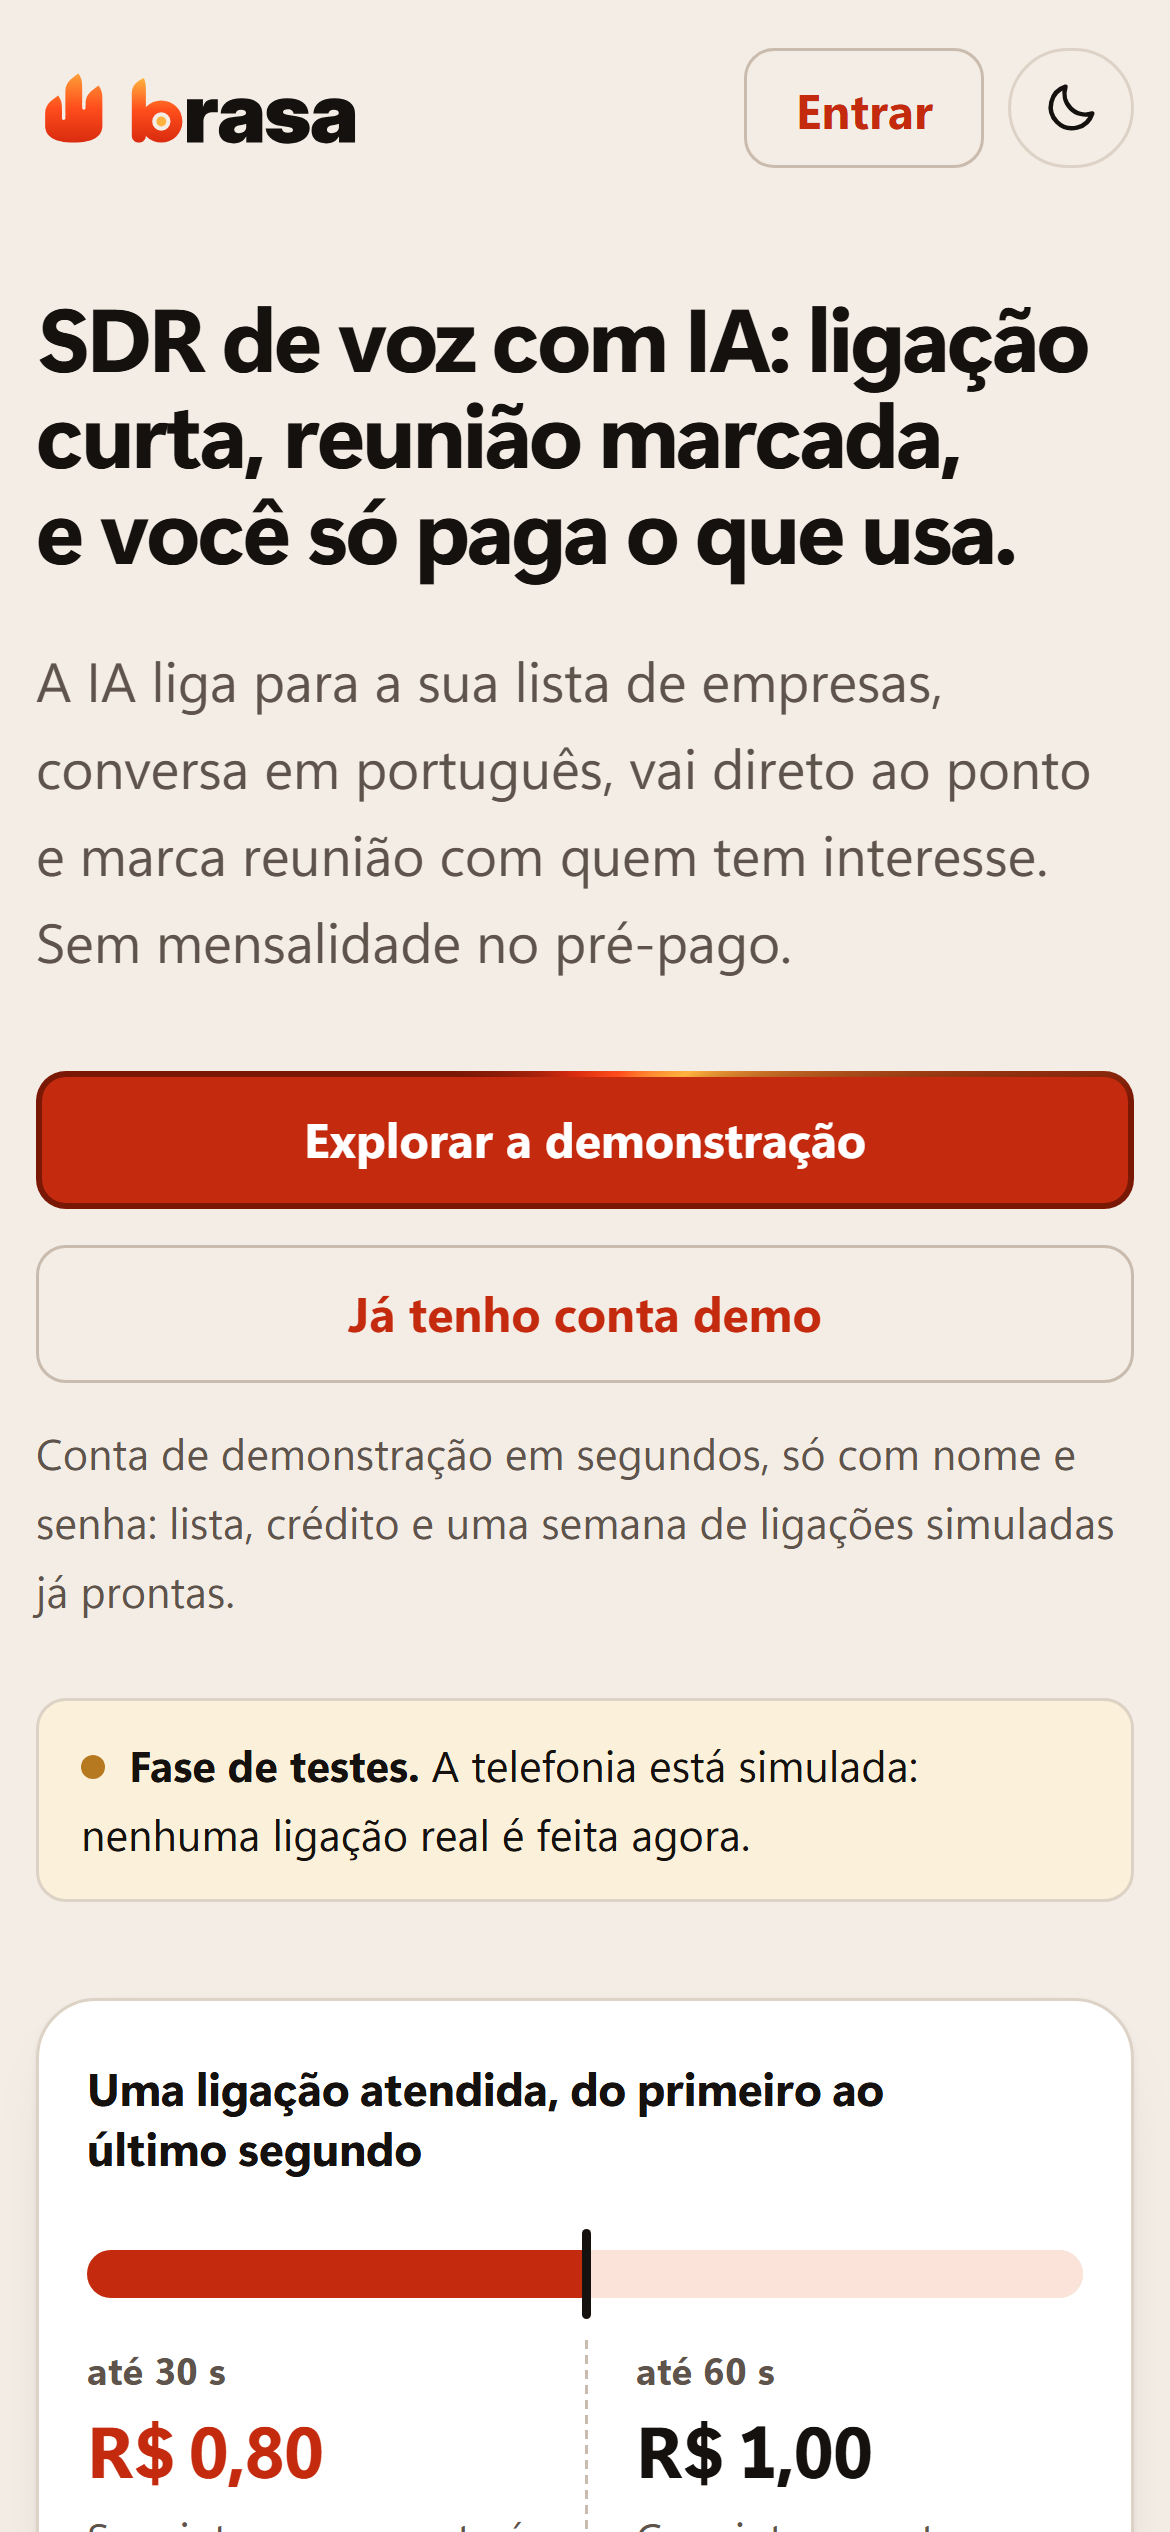 brasa
Entrar
SDR de voz com IA: ligação
curta, reunião marcada,
e você só paga o que usa.
A IA liga para a sua lista de empresas,
conversa em português, vai direto ao ponto
e marca reunião com quem tem interesse.
Sem mensalidade no pré-pago.
Explorar a demonstração
Já tenho conta demo
Conta de demonstração em segundos, só com nome e
senha: lista, crédito e uma semana de ligações simuladas
já prontas.
Fase de testes. A telefonia está simulada:
nenhuma ligação real é feita agora.
Uma ligação atendida, do primeiro ao
último segundo
até 30 s
até 60 s
R$ 0,80
R$ 1,00